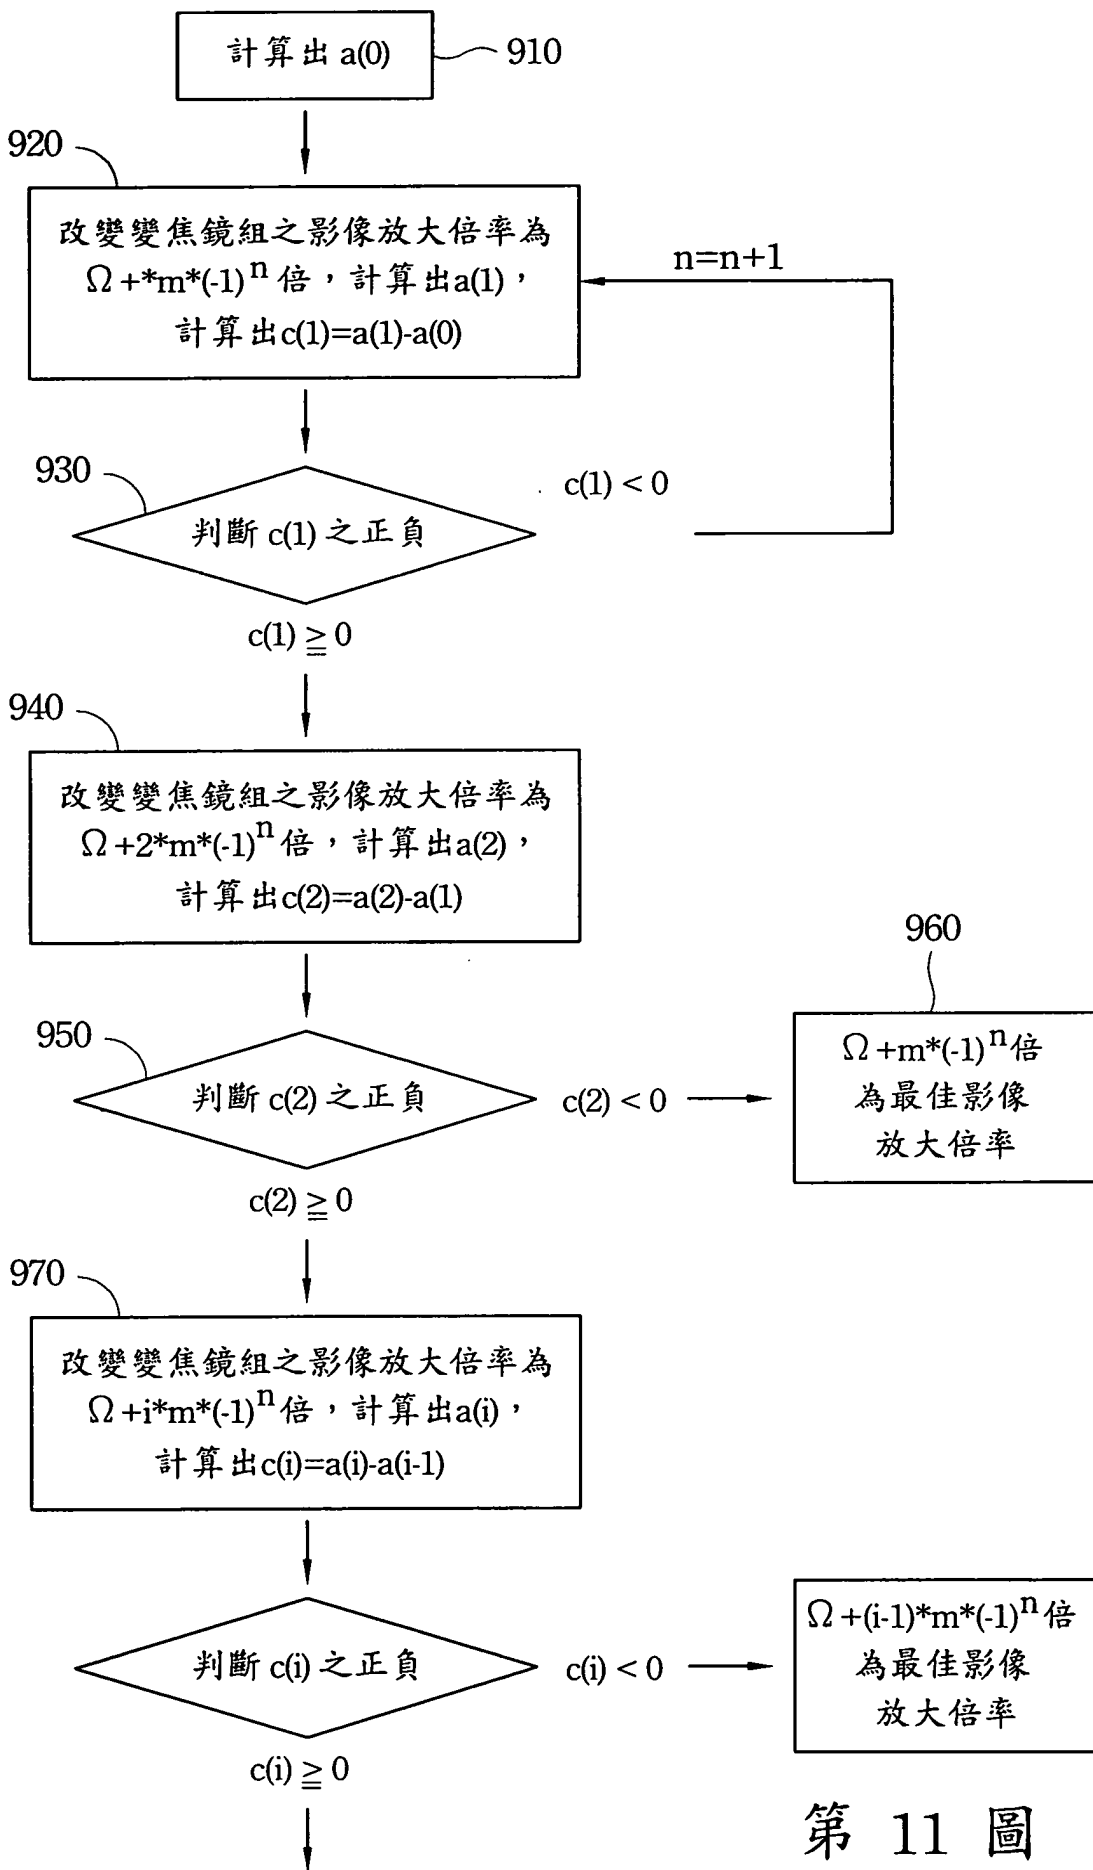 計算出 a(0)
910
920
改變變焦鏡組之影像放大倍率為
Ω+*m*(-1)^n倍，計算出a(1)，
計算出c(1)=a(1)-a(0)
n=n+1
930
判斷 c(1) 之正負
c(1) < 0
c(1) ≧ 0
940
改變變焦鏡組之影像放大倍率為
Ω+2*m*(-1)^n倍，計算出a(2)，
計算出c(2)=a(2)-a(1)
950
判斷 c(2) 之正負
c(2) < 0
960
Ω+m*(-1)^n倍
為最佳影像
放大倍率
c(2) ≧ 0
970
改變變焦鏡組之影像放大倍率為
Ω+i*m*(-1)^n倍，計算出a(i)，
計算出c(i)=a(i)-a(i-1)
判斷 c(i) 之正負
c(i) < 0
Ω+(i-1)*m*(-1)^n倍
為最佳影像
放大倍率
c(i) ≧ 0
第 11 圖